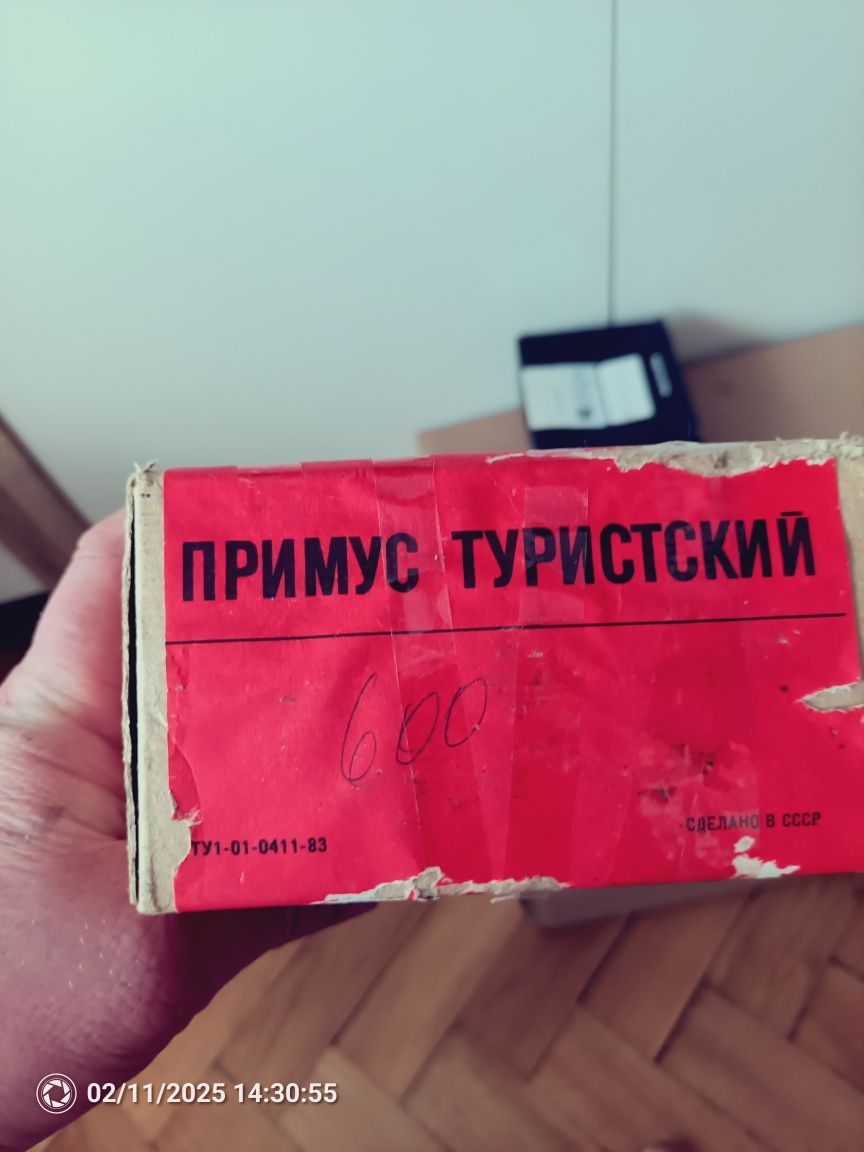 ПРИМУС ТУРИСТСКИЙ
600
ТУ1-01-0411-83
СДЕЛАНО В СССР
02/11/2025 14:30:55